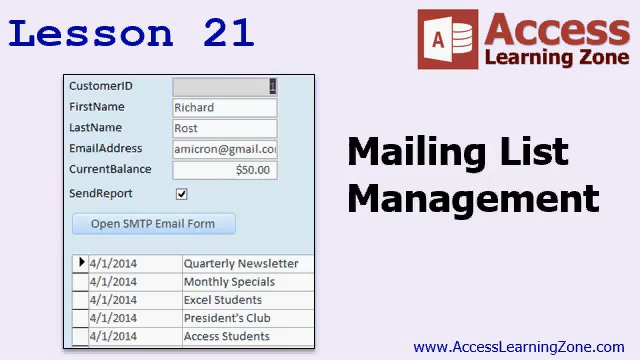 Lesson 21
A
Access
Learning Zone
CustomerID 1
FirstName Richard
LastName Rost
EmailAddress amicron@gmail.co
CurrentBalance $50.00
SendReport
Open SMTP Email Form
4/1/2014 Quarterly Newsletter
4/1/2014 Monthly Specials
4/1/2014 Excel Students
4/1/2014 President's Club
4/1/2014 Access Students
Mailing List
Management
www.AccessLearningZone.com